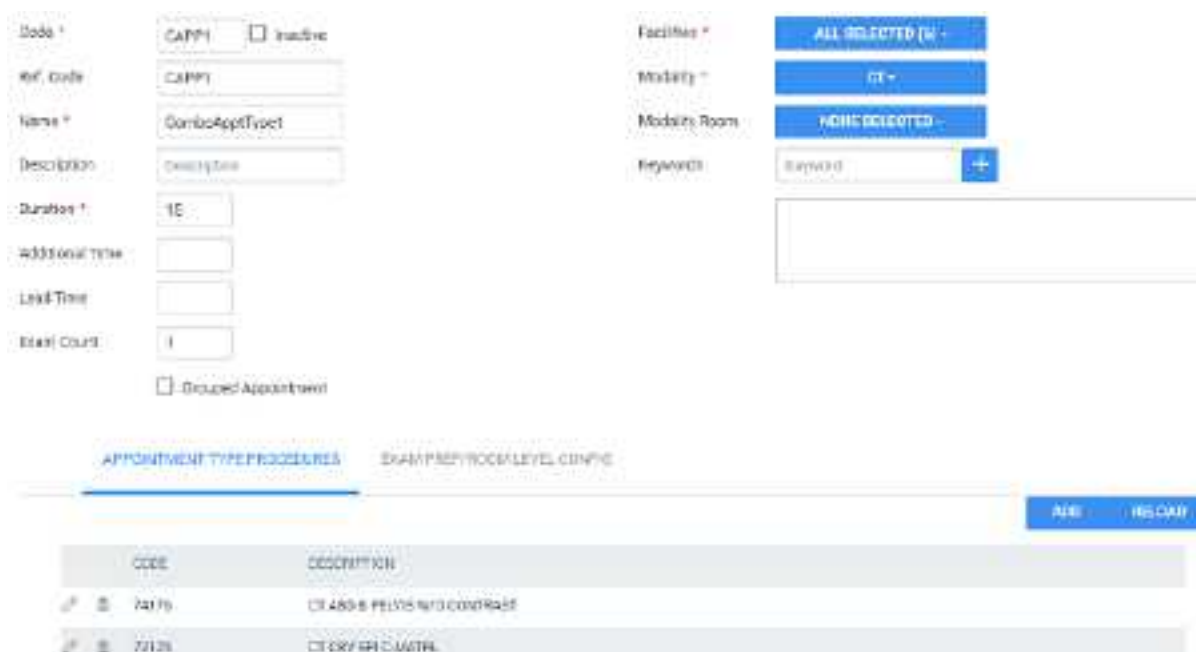 Code *
CAPP1
Inactive
Ref. Code
CAPP1
Name *
ComboApptType1
Description
Description
Duration *
15
Additional Time
Lead Time
Exam Count
1
Grouped Appointment
Facilities *
ALL SELECTED
Modality *
CT
Modality Room
NONE SELECTED
Keywords
Keyword
+
APPOINTMENT TYPE PROCEDURES
EXAM PREP/ROOM LEVEL CONFIG
ADD
RELOAD
CODE
DESCRIPTION
74176
CT ABD & PELVIS W/O CONTRAST
72125